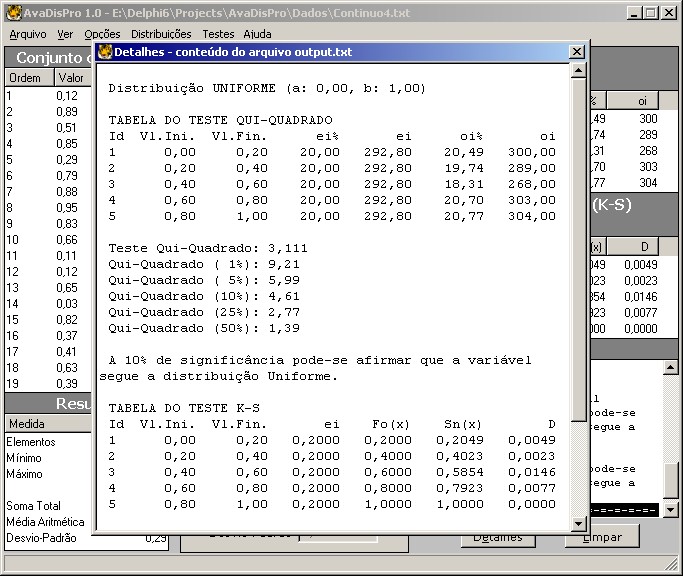 AvaDisPro 1.0 - E:\Delphi6\Projects\AvaDisPro\Dados\Continuo4.txt
Arquivo Ver Opções Distribuições Testes Ajuda
Conjunto
Ordem Valor
1 0,12
2 0,89
3 0,51
4 0,85
5 0,29
6 0,79
7 0,88
8 0,95
9 0,83
10 0,66
11 0,11
12 0,12
13 0,65
14 0,03
15 0,82
16 0,37
17 0,41
18 0,63
19 0,39
Medida
Elementos
Mínimo
Máximo
Soma Total
Média Aritmética
Desvio-Padrão 0,29
Detalhes - conteúdo do arquivo output.txt
Distribuição UNIFORME (a: 0,00, b: 1,00)
TABELA DO TESTE QUI-QUADRADO
Id Vl.Ini. Vl.Fin. ei% ei oi% oi
1 0,00 0,20 20,00 292,80 20,49 300,00
2 0,20 0,40 20,00 292,80 19,74 289,00
3 0,40 0,60 20,00 292,80 18,31 268,00
4 0,60 0,80 20,00 292,80 20,70 303,00
5 0,80 1,00 20,00 292,80 20,77 304,00
Teste Qui-Quadrado: 3,111
Qui-Quadrado ( 1%): 9,21
Qui-Quadrado ( 5%): 5,99
Qui-Quadrado (10%): 4,61
Qui-Quadrado (25%): 2,77
Qui-Quadrado (50%): 1,39
A 10% de significância pode-se afirmar que a variável
segue a distribuição Uniforme.
TABELA DO TESTE K-S
Id Vl.Ini. Vl.Fin. ei Fo(x) Sn(x) D
1 0,00 0,20 0,2000 0,2000 0,2049 0,0049
2 0,20 0,40 0,2000 0,4000 0,4023 0,0023
3 0,40 0,60 0,2000 0,6000 0,5854 0,0146
4 0,60 0,80 0,2000 0,8000 0,7923 0,0077
5 0,80 1,00 0,2000 1,0000 1,0000 0,0000
% oi
,49 300
,74 289
,31 268
,70 303
,77 304
(K-S)
(x) D
049 0,0049
023 0,0023
854 0,0146
923 0,0077
000 0,0000
pode-se
segue a
pode-se
segue a
Detalhes Limpar